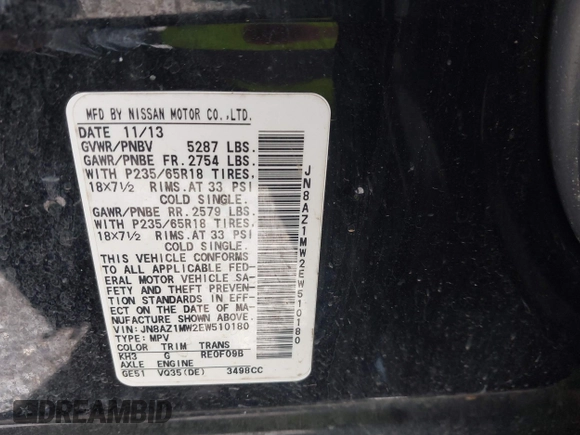 MFD BY NISSAN MOTOR CO.,LTD.
DATE 11/13
GVWR/PNBV 5287 LBS.
GAWR/PNBE FR. 2754 LBS.
WITH P235/65R18 TIRES.
18X7½ RIMS. AT 33 PSI
COLD SINGLE.
GAWR/PNBE RR. 2579 LBS.
WITH P235/65R18 TIRES.
18X7½ RIMS. AT 33 PSI
COLD SINGLE.
THIS VEHICLE CONFORMS
TO ALL APPLICABLE FED-
ERAL MOTOR VEHICLE SA-
FETY AND THEFT PREVEN-
TION STANDARDS IN EFF-
ECT ON THE DATE OF MA-
NUFACTURE SHOWN ABOVE.
VIN: JN8AZ1MW2EW510180
TYPE: MPV
COLOR TRIM TRANS
KH3 G RE0F09B
AXLE ENGINE
GE51 VQ35(DE) 3498CC
JN8AZ1MW2EW510180
DREAMBID